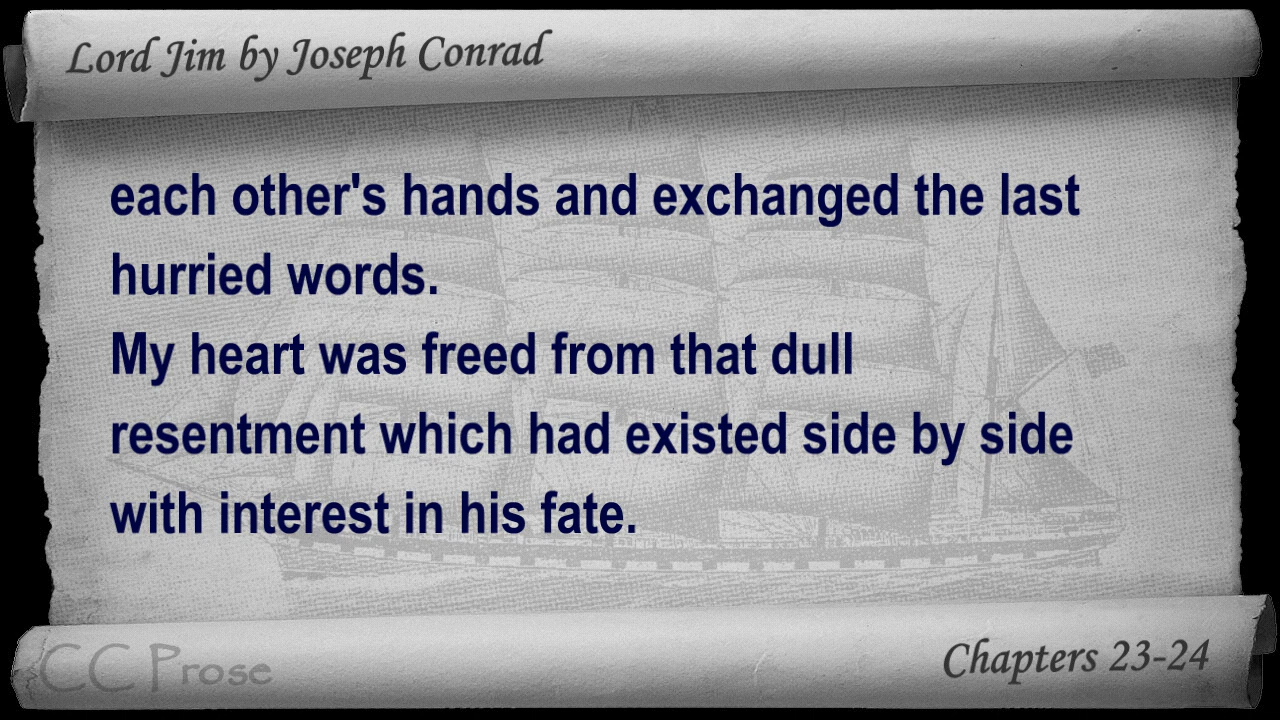 Lord Jim by Joseph Conrad
each other's hands and exchanged the last
hurried words.
My heart was freed from that dull
resentment which had existed side by side
with interest in his fate.
CC Prose
Chapters 23-24